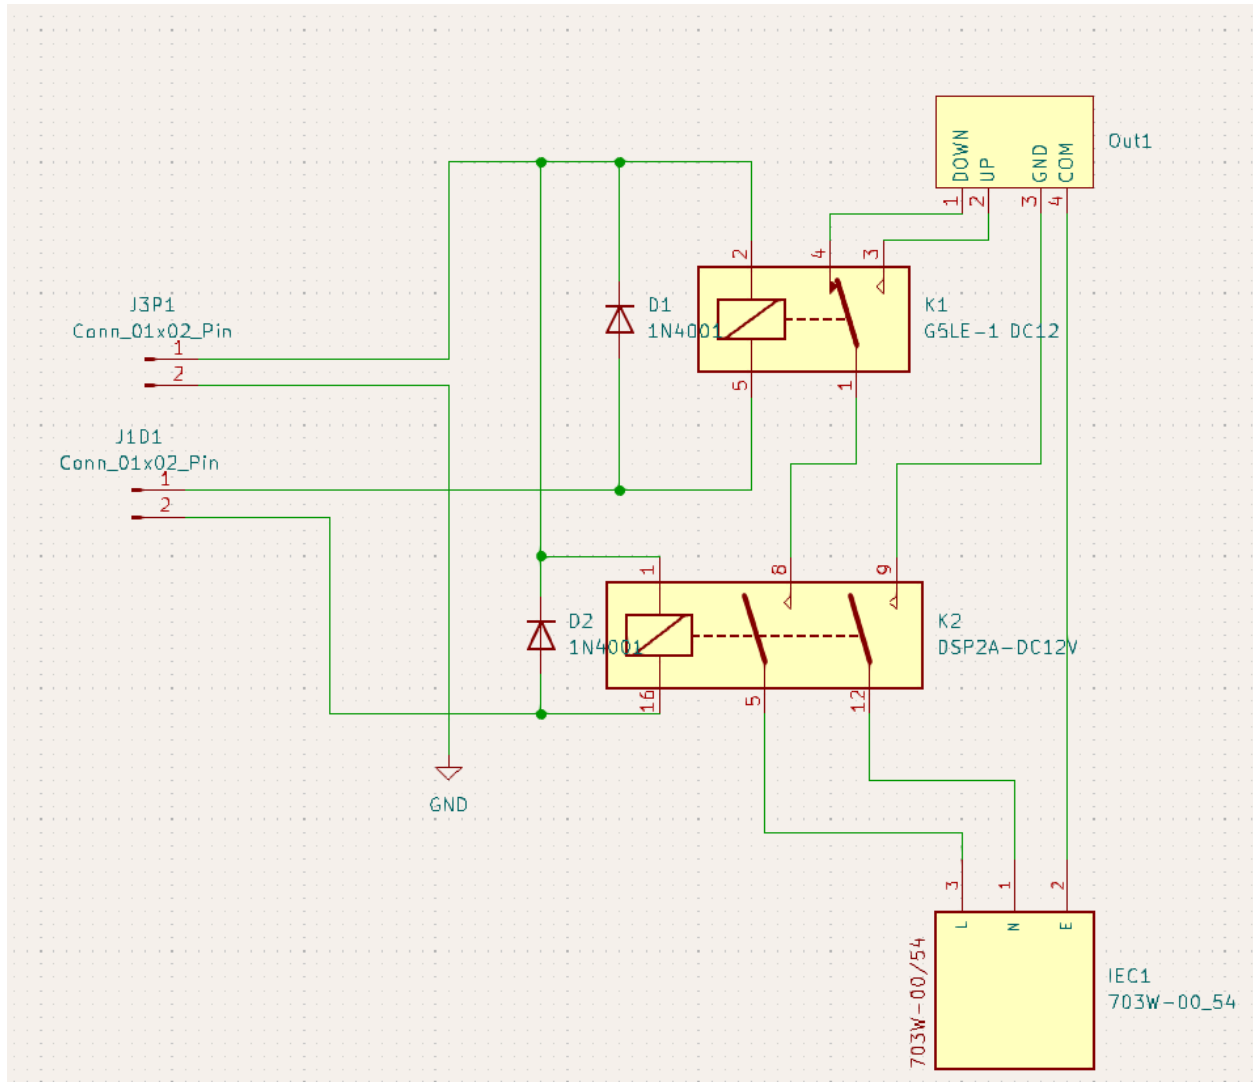 Out1
DOWN
UP
GND
COM
1
2
3
4
2
4
3
J3P1
Conn_01x02_Pin
1
2
D1
1N4001
K1
G5LE-1 DC12
5
1
J1D1
Conn_01x02_Pin
1
2
1
8
9
D2
1N4001
K2
DSP2A-DC12V
16
5
12
GND
3
1
2
L
N
E
703W-00/54
IEC1
703W-00_54